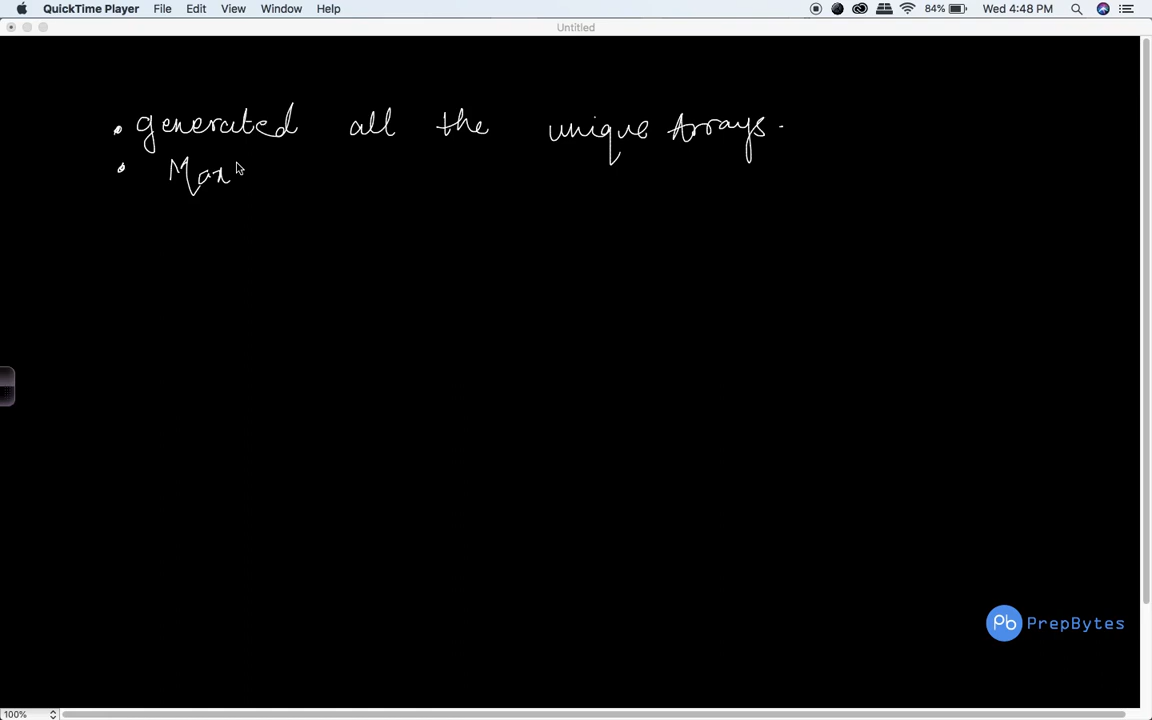 QuickTime Player File Edit View Window Help 84% Wed 4:48 PM
Untitled
• generated all the unique Arrays.
• Max
Pb PrepBytes
100%